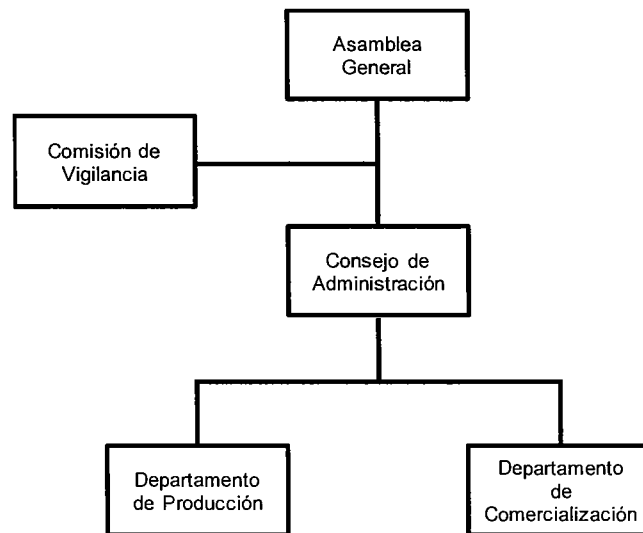 Asamblea
General
Comisión de
Vigilancia
Consejo de
Administración
Departamento
de Producción
Departamento
de
Comercialización